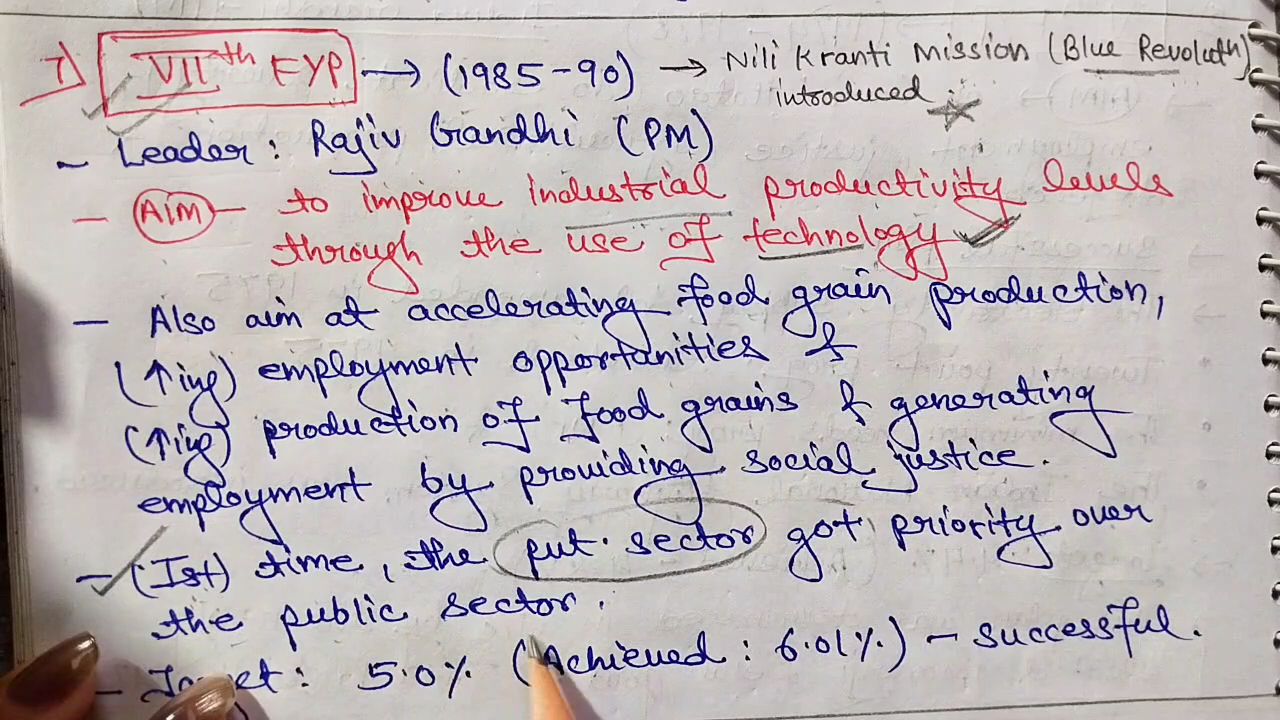 7) VIIth FYP → (1985-90) → Nili Kranti Mission (Blue Revoluth)
introduced
- Leader: Rajiv Gandhi (PM)
- Aim - to improve industrial productivity levels
through the use of technology
- Also aim at accelerating food grain production,
(↑ing) employment opportanities &
(↑ing) production of food grains & generating
employment by providing social justice.
- (Ist) time, the put. sector got priority over
the public sector.
- Target: 5.0% (Achieved: 6.01%) - successful.